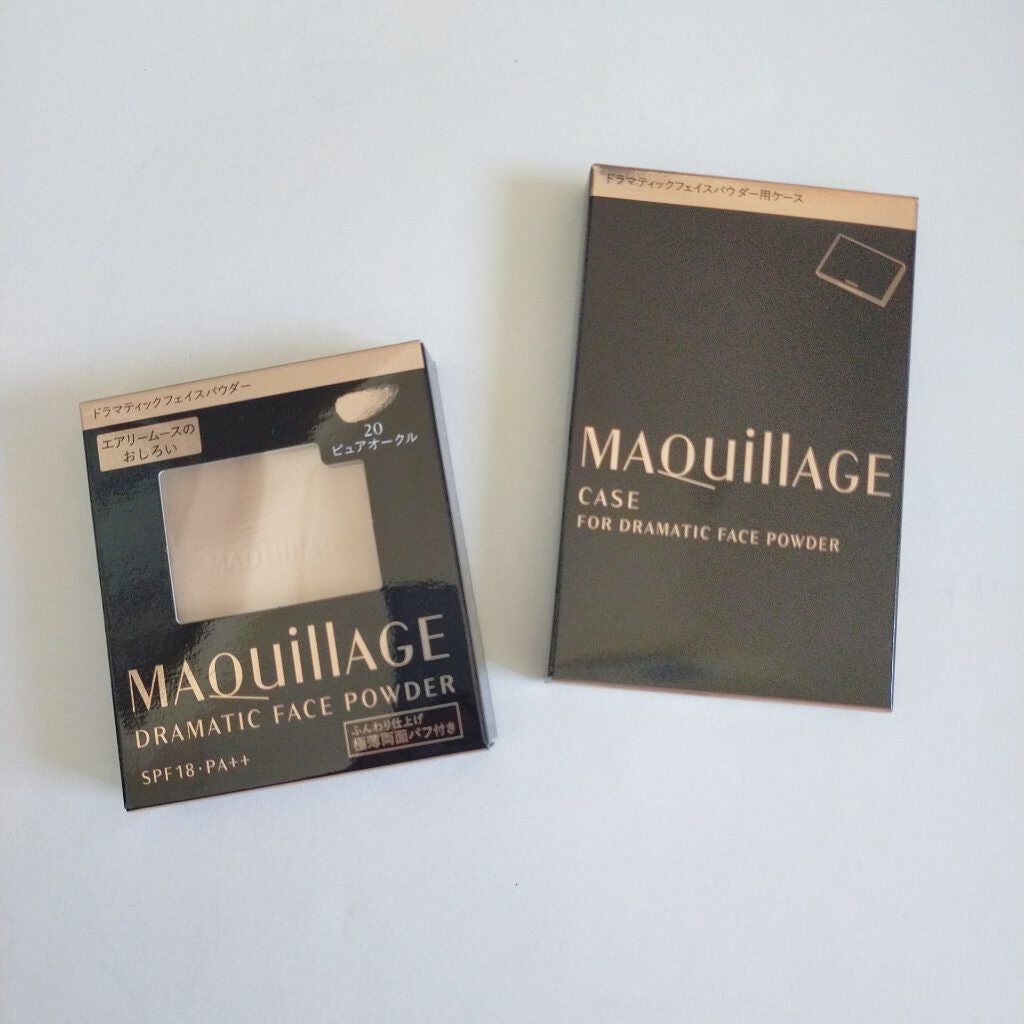 ドラマティックフェイスパウダー
エアリームースの
おしろい
20
ピュアオークル
MAQuillAGE
MAQuillAGE
DRAMATIC FACE POWDER
ふんわり仕上げ
極薄両面パフ付き
SPF18・PA++
ドラマティックフェイスパウダー用ケース
MAQuillAGE
CASE
FOR DRAMATIC FACE POWDER